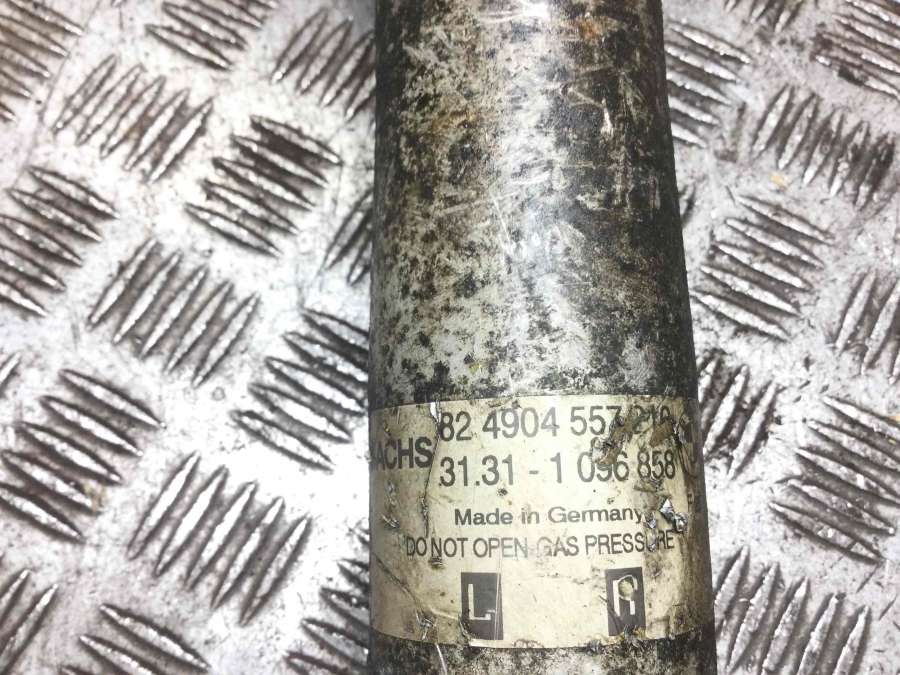 82 4904 557
ACHS 31.31 - 1 096 858
Made in Germany
DO NOT OPEN-GAS PRESSURE
L